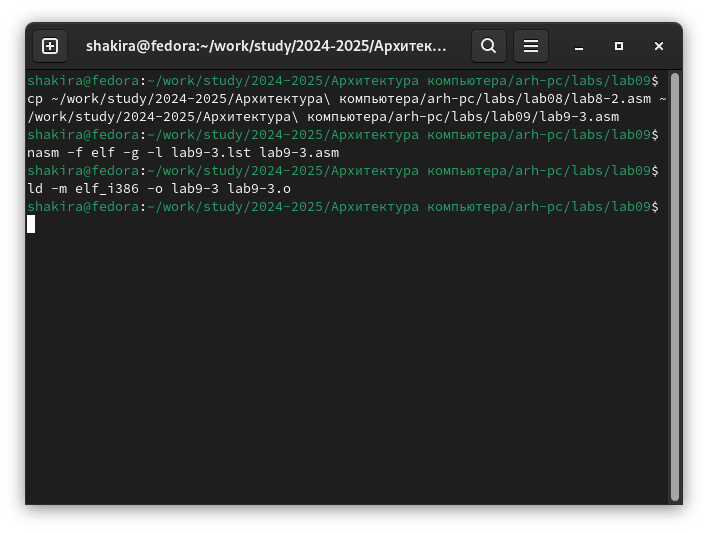 shakira@fedora:~/work/study/2024-2025/Архитек...
shakira@fedora:~/work/study/2024-2025/Архитектура компьютера/arh-pc/labs/lab09$
cp ~/work/study/2024-2025/Архитектура\ компьютера/arh-pc/labs/lab08/lab8-2.asm ~
/work/study/2024-2025/Архитектура\ компьютера/arh-pc/labs/lab09/lab9-3.asm
shakira@fedora:~/work/study/2024-2025/Архитектура компьютера/arh-pc/labs/lab09$
nasm -f elf -g -l lab9-3.lst lab9-3.asm
shakira@fedora:~/work/study/2024-2025/Архитектура компьютера/arh-pc/labs/lab09$
ld -m elf_i386 -o lab9-3 lab9-3.o
shakira@fedora:~/work/study/2024-2025/Архитектура компьютера/arh-pc/labs/lab09$